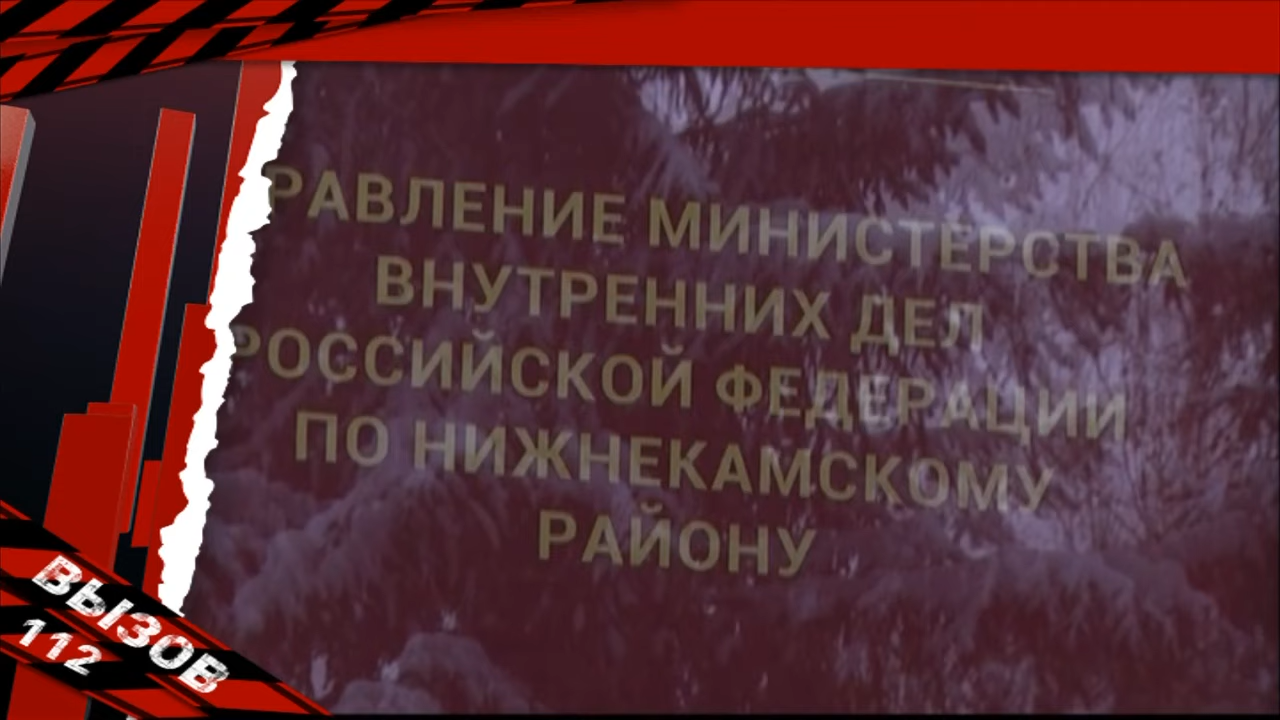 РАВЛЕНИЕ МИНИСТЕРСТВА
ВНУТРЕННИХ ДЕЛ
РОССИЙСКОЙ ФЕДЕРАЦИИ
ПО НИЖНЕКАМСКОМУ
РАЙОНУ
ВЫЗОВ
112